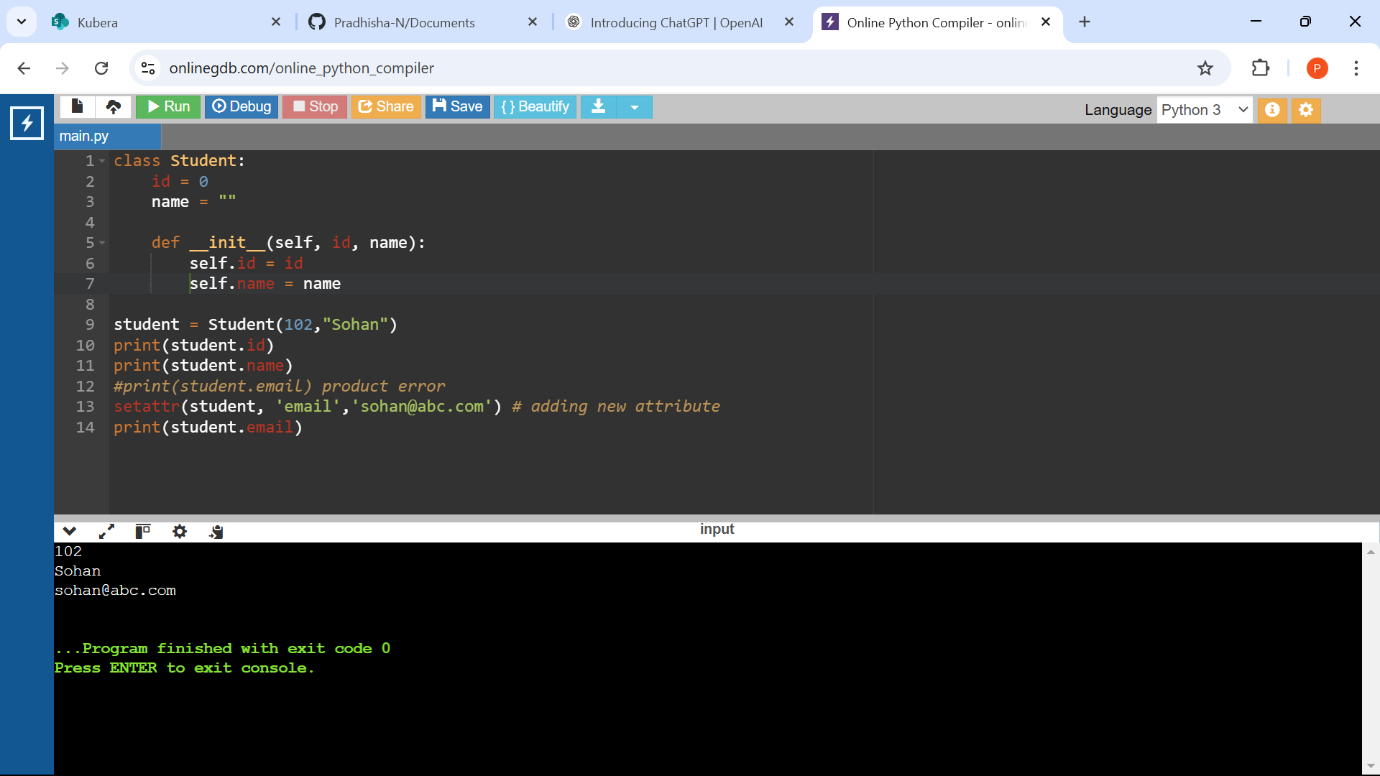 Kubera
Pradhisha-N/Documents
Introducing ChatGPT | OpenAI
Online Python Compiler - onlin
onlinegdb.com/online_python_compiler
P
Run
Debug
Stop
Share
Save
{ } Beautify
Language
Python 3
main.py
1 class Student:
2     id = 0
3     name = ""
4
5     def __init__(self, id, name):
6         self.id = id
7         self.name = name
8
9 student = Student(102,"Sohan")
10 print(student.id)
11 print(student.name)
12 #print(student.email) product error
13 setattr(student, 'email','sohan@abc.com') # adding new attribute
14 print(student.email)
input
102
Sohan
sohan@abc.com
...Program finished with exit code 0
Press ENTER to exit console.